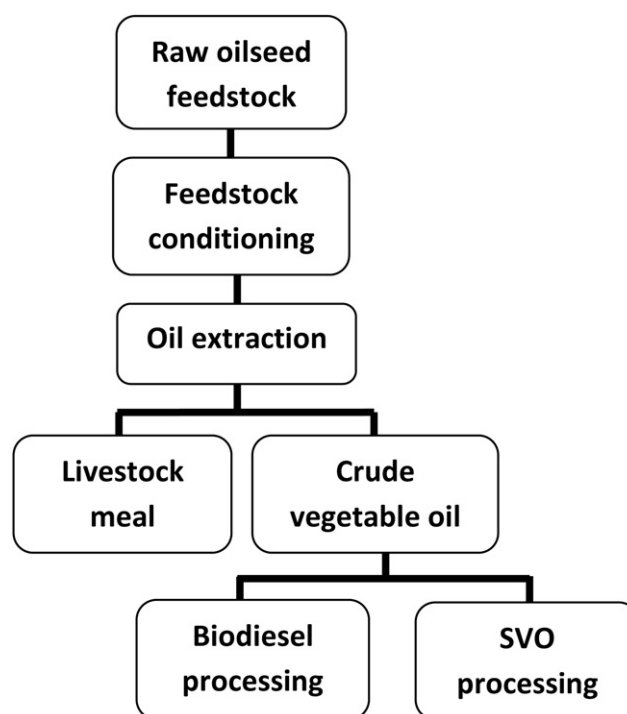 Raw oilseed
feedstock
Feedstock
conditioning
Oil extraction
Livestock
meal
Crude
vegetable oil
Biodiesel
processing
SVO
processing